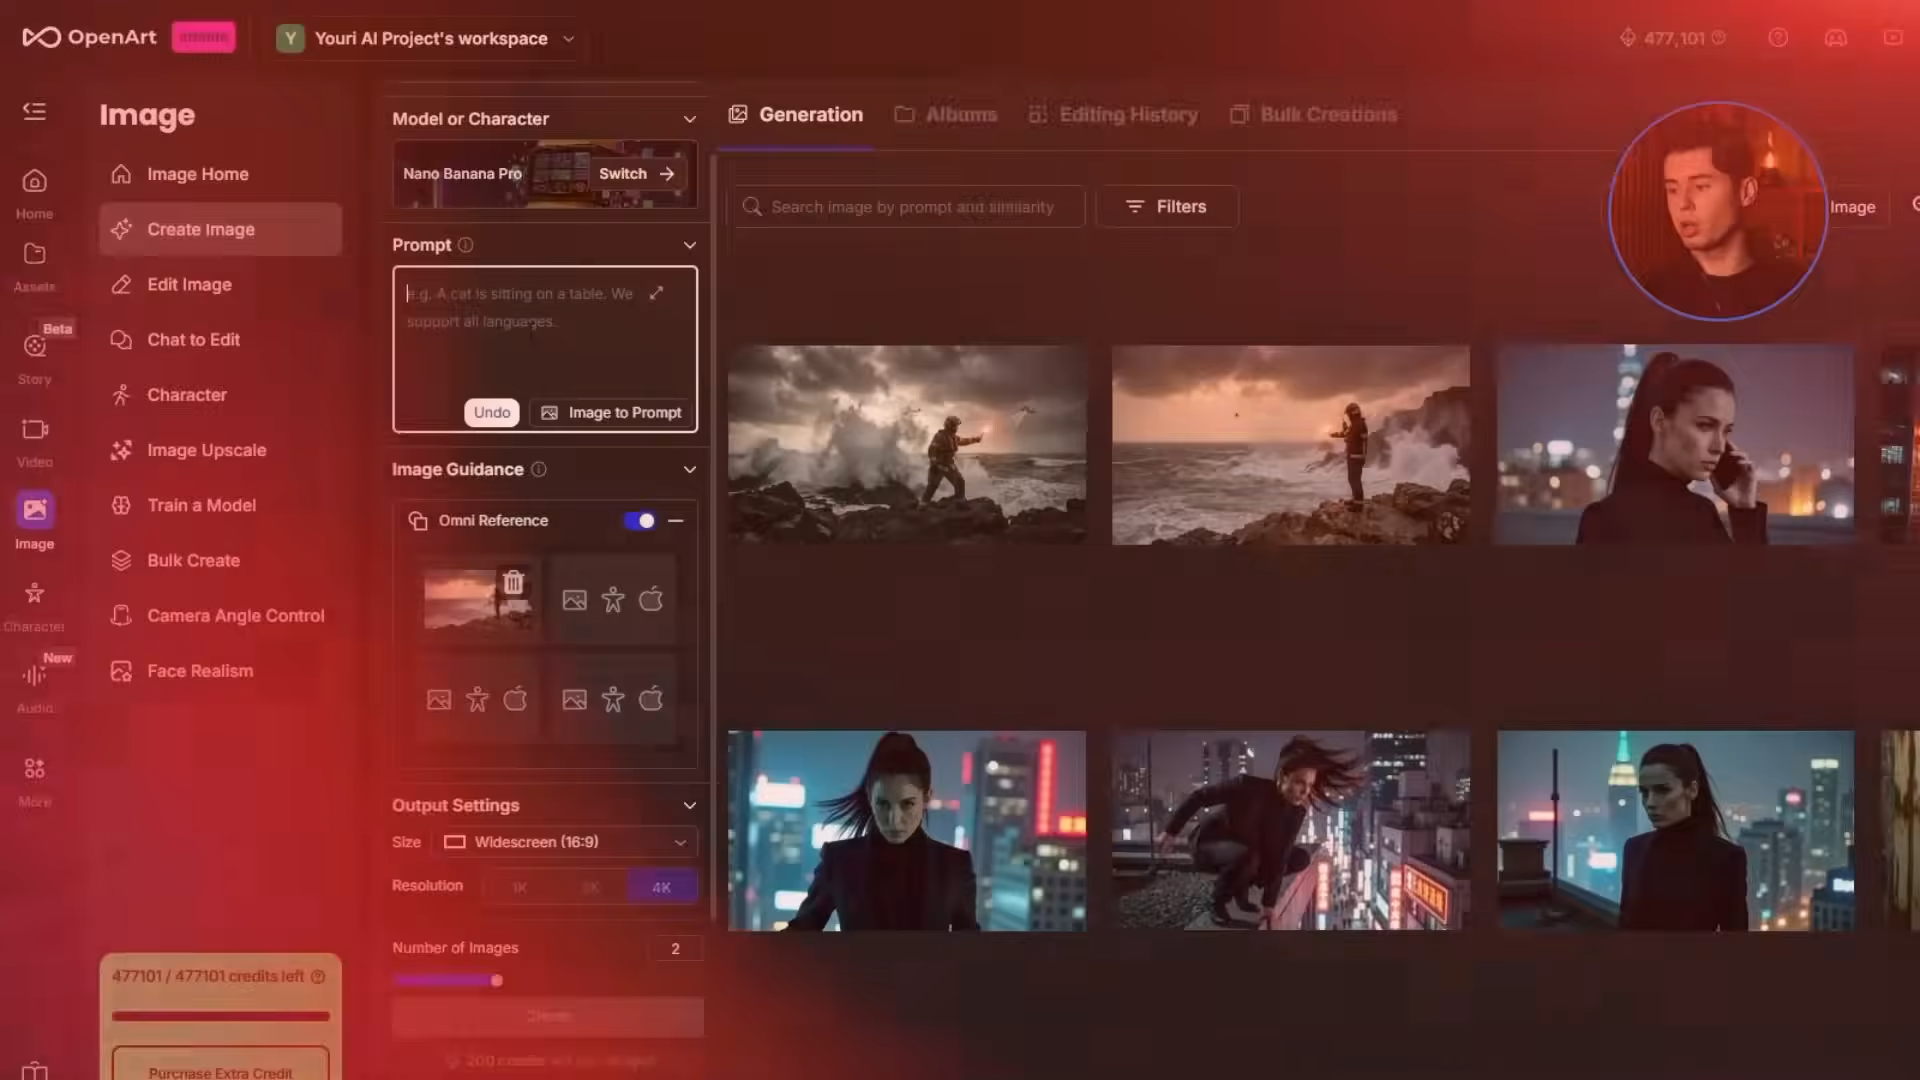 OpenArt
Y Youri AI Project's workspace
477,101
Image
Image Home
Create Image
Edit Image
Chat to Edit
Character
Image Upscale
Train a Model
Bulk Create
Camera Angle Control
Face Realism
Home
Assets
Beta
Story
Video
Image
Character
New
Audio
More
477101 / 477101 credits left
Purchase Extra Credit
Model or Character
Nano Banana Pro
Switch
Prompt
e.g. A cat is sitting on a table. We
support all languages.
Undo
Image to Prompt
Image Guidance
Omni Reference
Output Settings
Size
Widescreen (16:9)
Resolution
1K
2K
4K
Number of Images
2
Generation
Albums
Editing History
Bulk Creations
Search image by prompt and similarity
Filters
Image